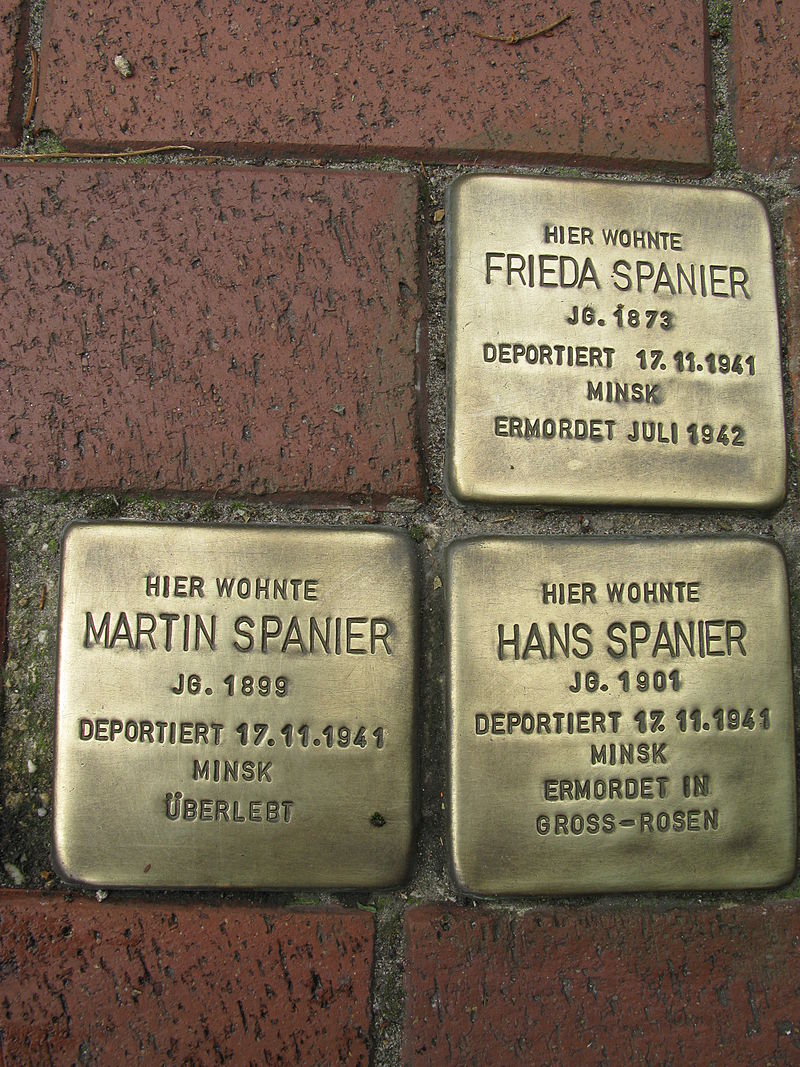 HIER WOHNTE
FRIEDA SPANIER
JG. 1873
DEPORTIERT 17.11.1941
MINSK
ERMORDET JULI 1942
HIER WOHNTE
MARTIN SPANIER
JG. 1899
DEPORTIERT 17.11.1941
MINSK
ÜBERLEBT
HIER WOHNTE
HANS SPANIER
JG. 1901
DEPORTIERT 17.11.1941
MINSK
ERMORDET IN
GROSS-ROSEN